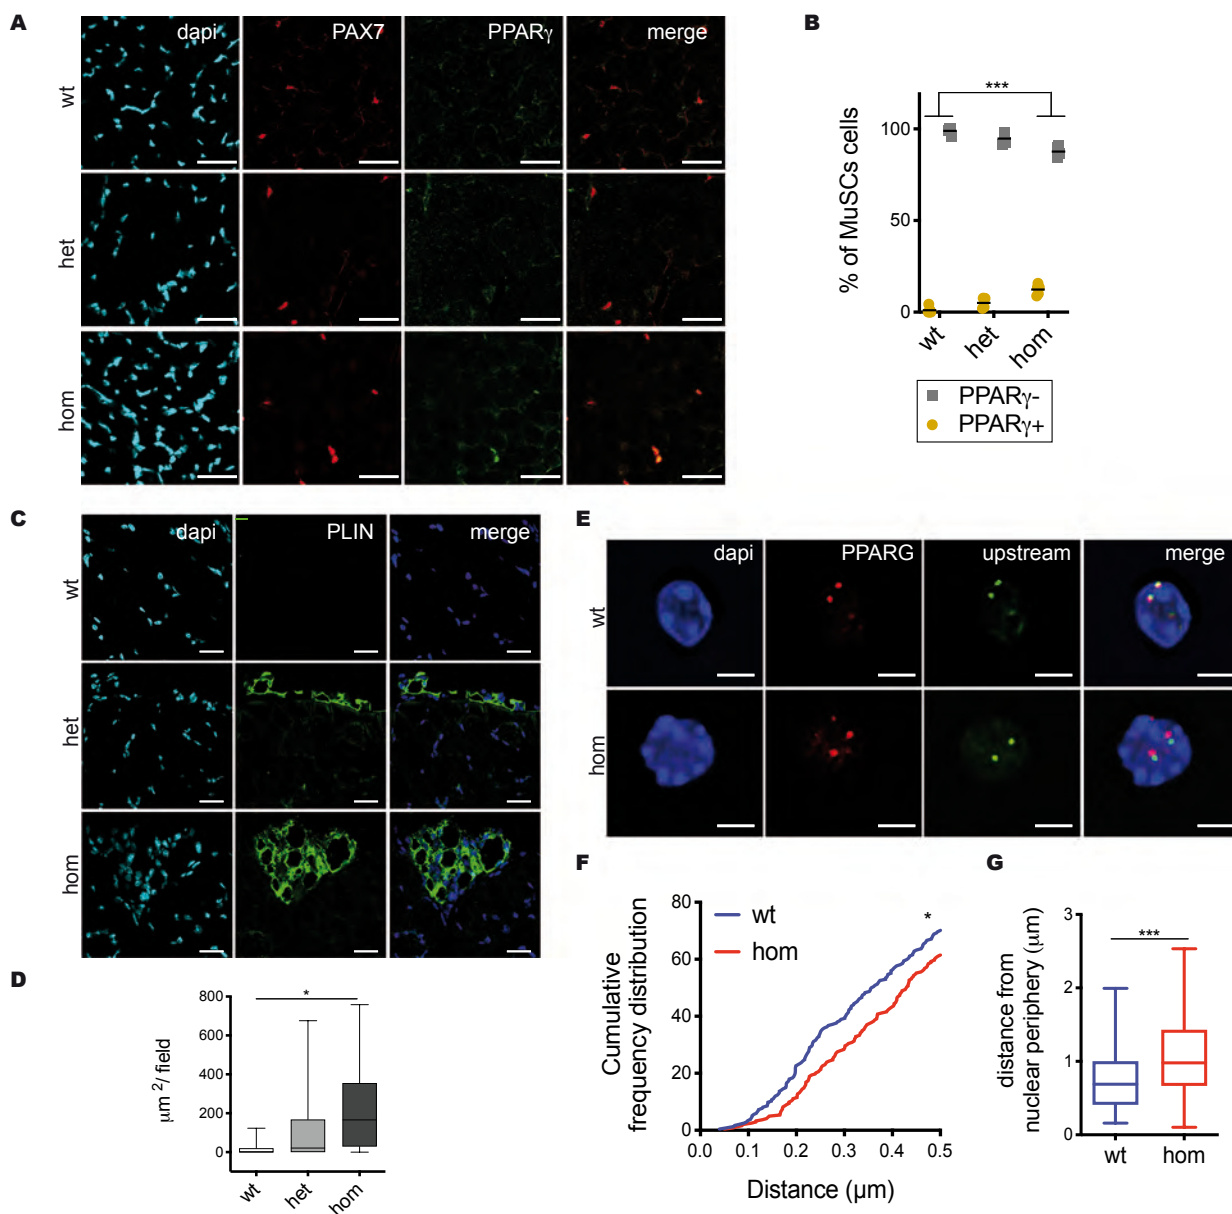 A
dapi
PAX7
PPARγ
merge
wt
het
hom
B
***
% of MuSCs cells
100
50
0
wt
het
hom
PPARγ-
PPARγ+
C
dapi
PLIN
merge
wt
het
hom
D
*
μm 2/ field
800
600
400
200
0
wt
het
hom
E
dapi
PPARG
upstream
merge
wt
hom
F
wt
hom
*
Cumulative
frequency distribution
80
60
40
20
0
0.0
0.1
0.2
0.3
0.4
0.5
Distance (μm)
G
***
distance from
nuclear periphery (μm)
3
2
1
0
wt
hom